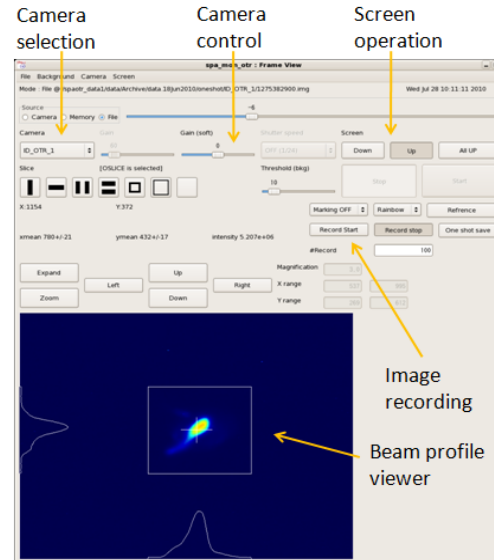 Camera selection
Camera control
Screen operation
spa_mon_otr : Frame View
File Background Camera Screen
Mode : File @/spaotr_data1/data/Archive/data.18jun2010/oneshot/ID_OTR_1/1275382900.img Wed Jul 28 10:11:11 2010
Source -6
Camera Memory File
Camera Gain Gain (soft) Shutter speed Screen
ID_OTR_1 0 OFF (1/24) Down Up All UP
Slice [OSLICE is selected] Threshold (bkg)
10 Stop Start
X:1154 Y:372
Marking OFF Rainbow Refrence
xmean 780+/-21 ymean 432+/-17 intensity 5.207e+06 Record Start Record stop One shot save
#Record 100
Expand Up Magnification
Left Right X range
Zoom Down Y range
Image recording
Beam profile viewer